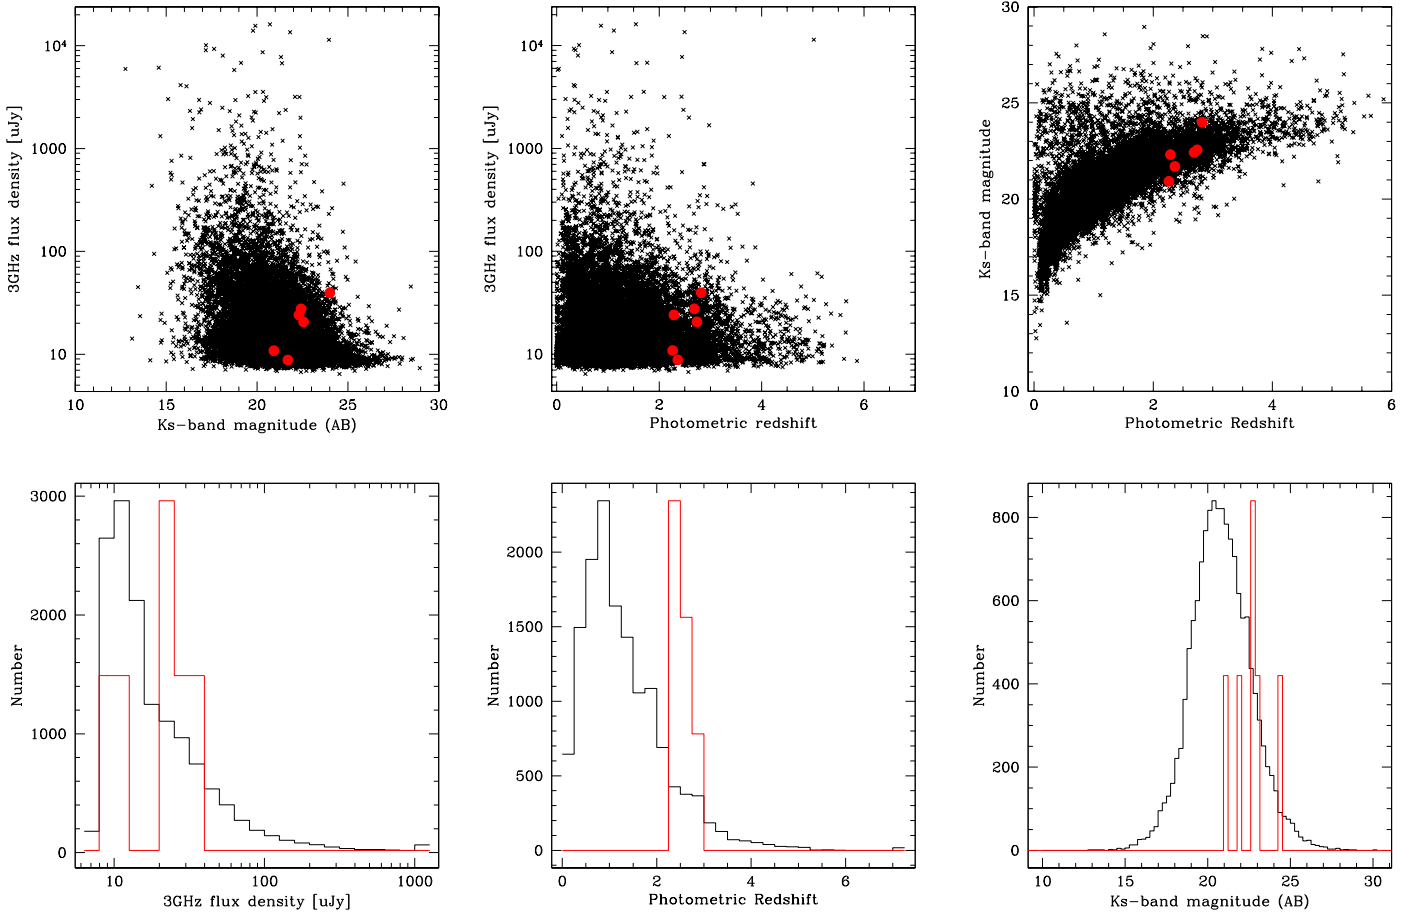 3GHz flux density [uJy]
10⁴
1000
100
10
10 15 20 25 30
Ks-band magnitude (AB)
3GHz flux density [uJy]
10⁴
1000
100
10
0 2 4 6
Photometric redshift
Ks-band magnitude
30
25
20
15
10
0 2 4 6
Photometric Redshift
Number
3000
2000
1000
0
10 100 1000
3GHz flux density [uJy]
Number
2000
1500
1000
500
0
0 2 4 6
Photometric Redshift
Number
800
600
400
200
0
10 15 20 25 30
Ks-band magnitude (AB)